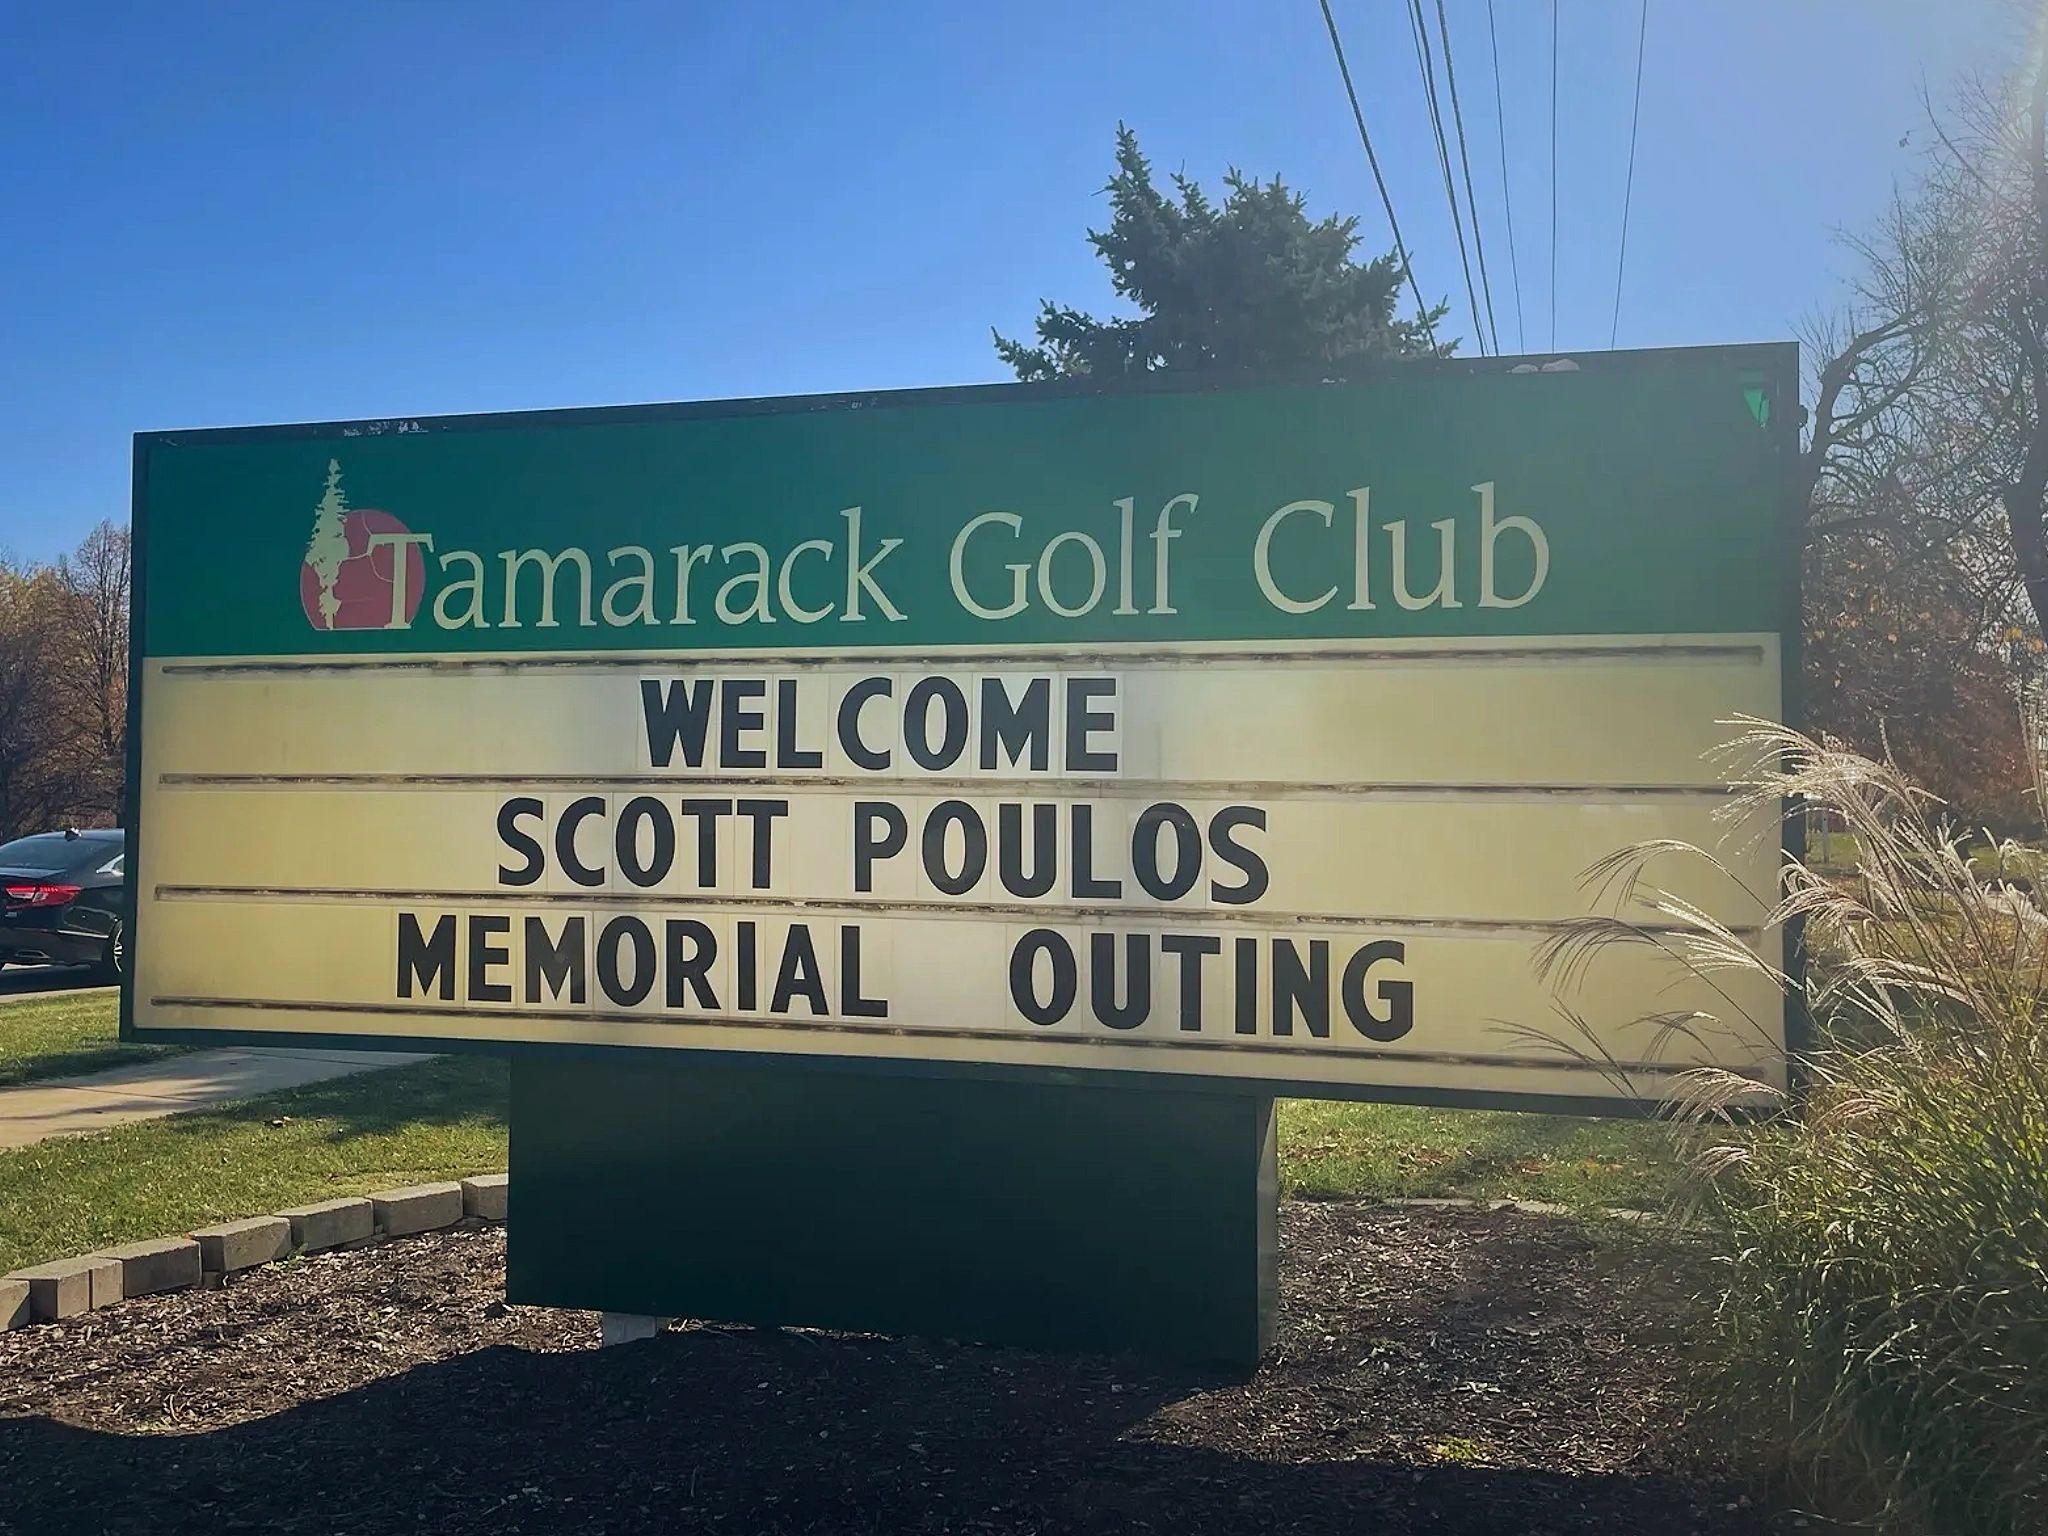 Tamarack Golf Club
WELCOME
SCOTT POULOS
MEMORIAL OUTING